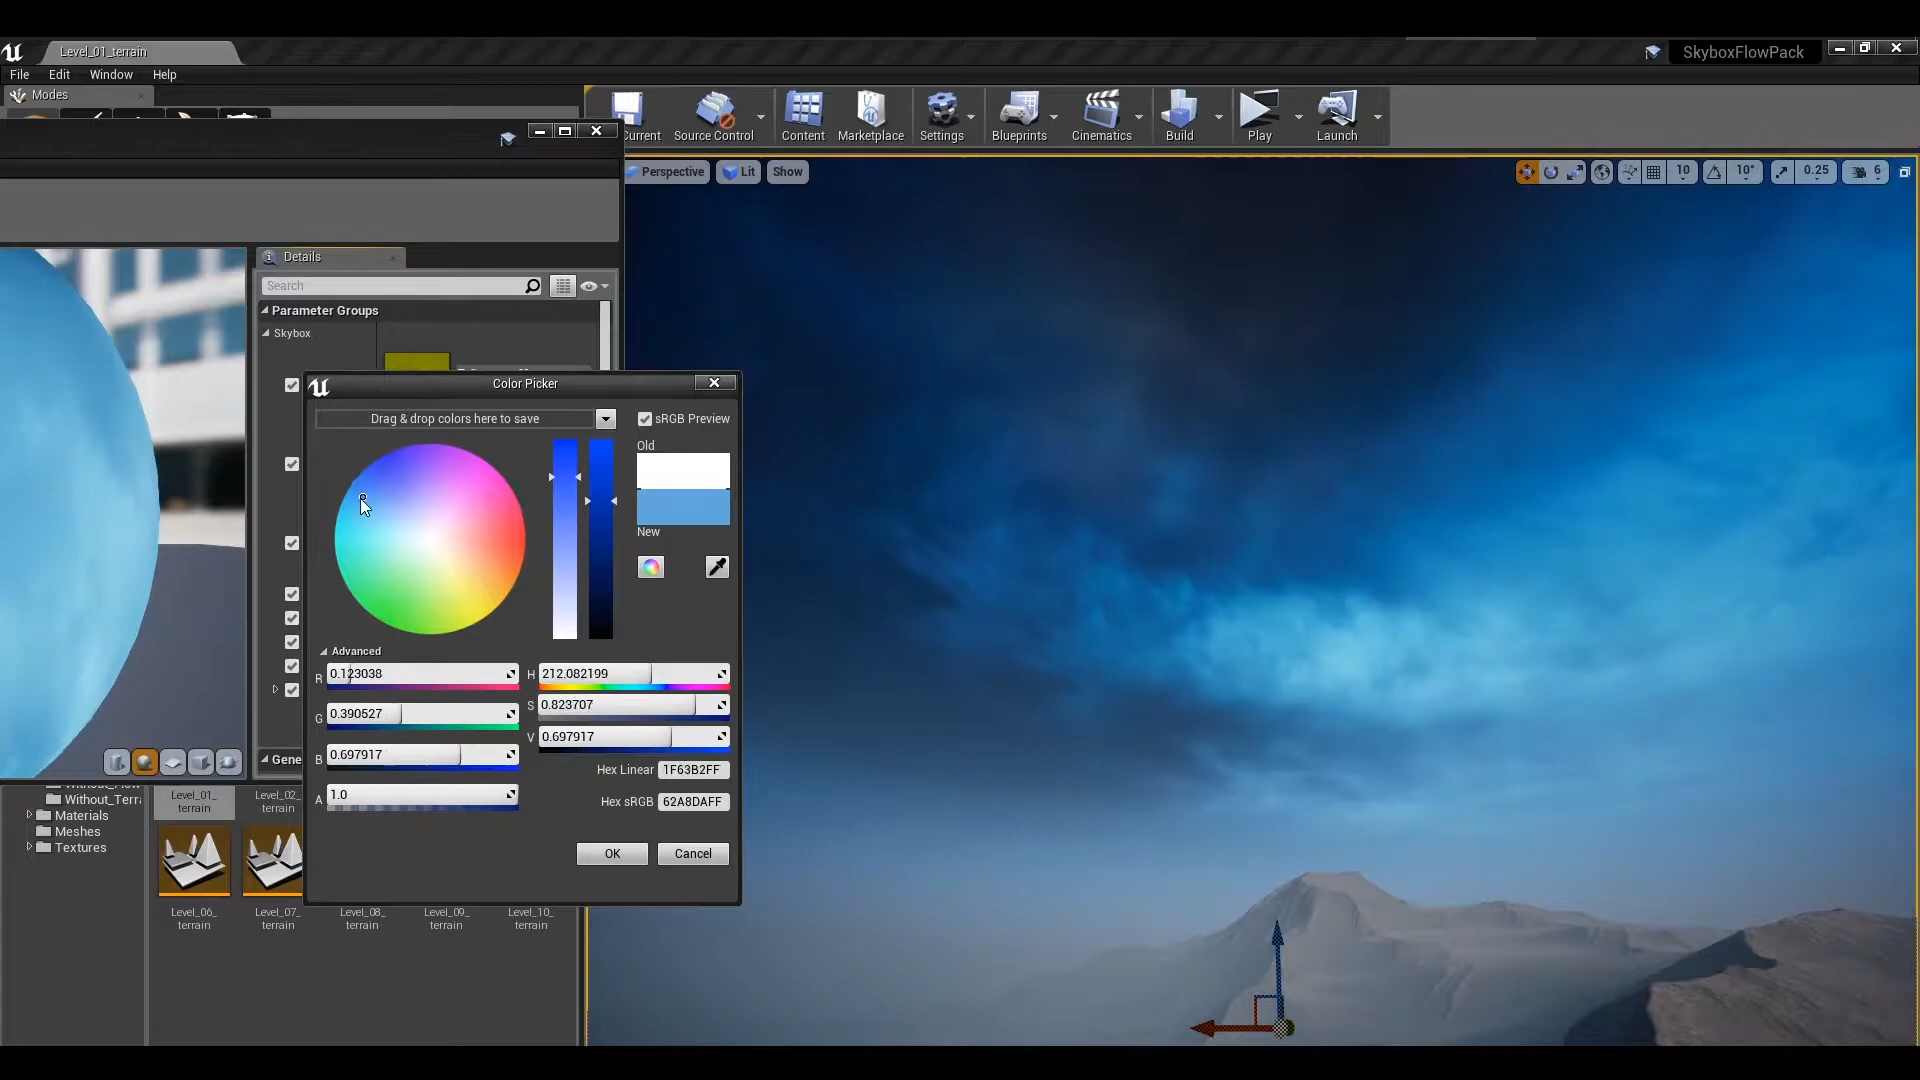 Level_01_terrain
SkyboxFlowPack
File Edit Window Help
Modes
Current Source Control Content Marketplace Settings Blueprints Cinematics Build Play Launch
Perspective Lit Show
10 10° 0.25 6
Details
Search
Parameter Groups
Skybox
Color Picker
Drag & drop colors here to save
sRGB Preview
Old
New
Advanced
R 0.123038
H 212.082199
G 0.390527
S 0.823707
B 0.697917
V 0.697917
A 1.0
Hex Linear 1F63B2FF
Hex sRGB 62A8DAFF
OK Cancel
Gene
Without_Terra
Materials
Meshes
Textures
Level_01_
terrain
Level_02_
terrain
Level_06_
terrain
Level_07_
terrain
Level_08_
terrain
Level_09_
terrain
Level_10_
terrain